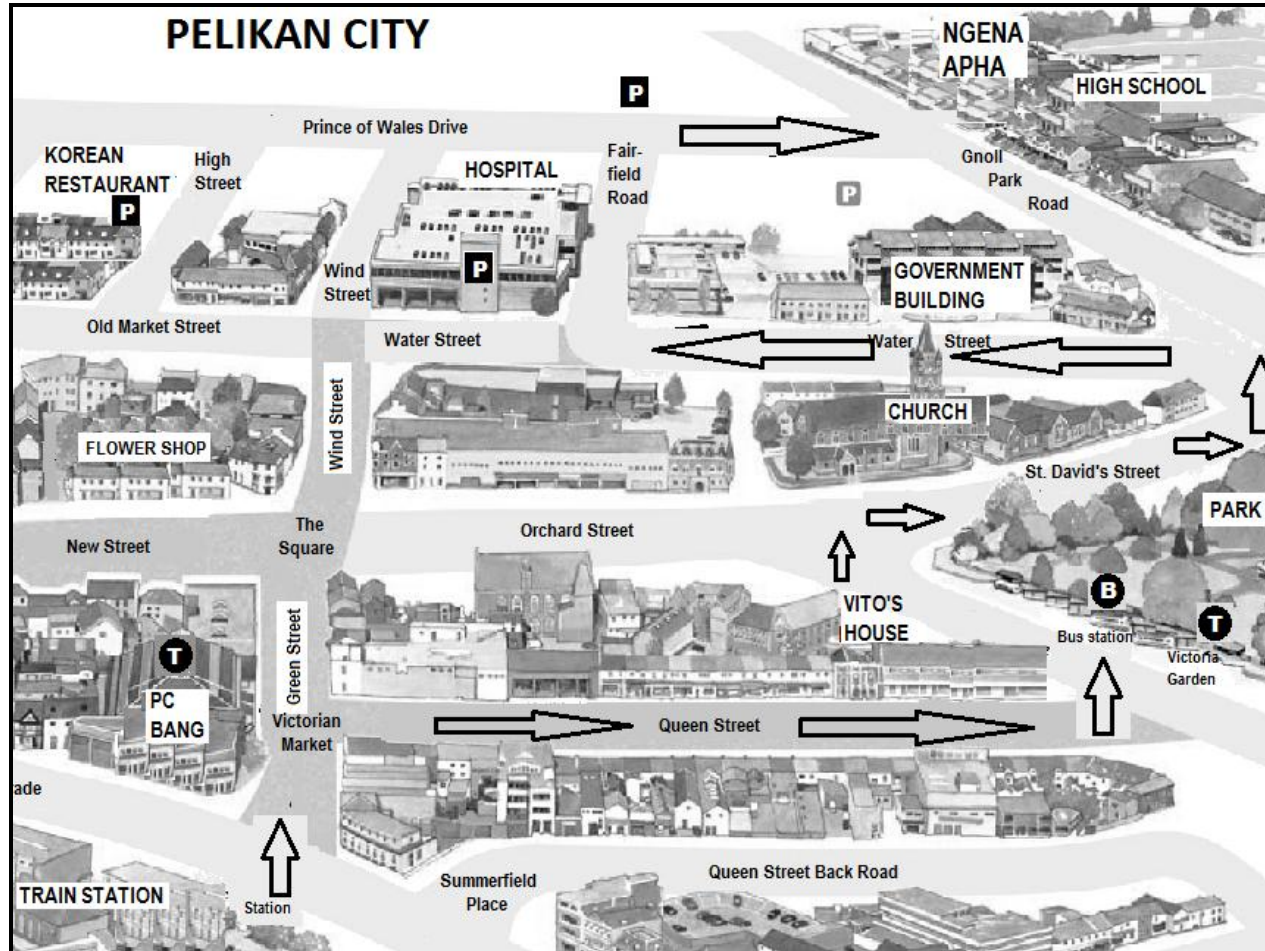 PELIKAN CITY
NGENA
APHA
HIGH SCHOOL
P
Prince of Wales Drive
KOREAN
RESTAURANT
P
High
Street
HOSPITAL
Fair-
field
Road
Gnoll
Park
Road
P
Wind
Street
P
GOVERNMENT
BUILDING
Old Market Street
Water Street
Water Street
Wind Street
FLOWER SHOP
CHURCH
St. David's Street
PARK
New Street
The
Square
Orchard Street
VITO'S
HOUSE
B
Bus station
T
Victoria
Garden
T
PC
BANG
Green Street
Victorian
Market
Queen Street
ade
TRAIN STATION
Station
Summerfield
Place
Queen Street Back Road